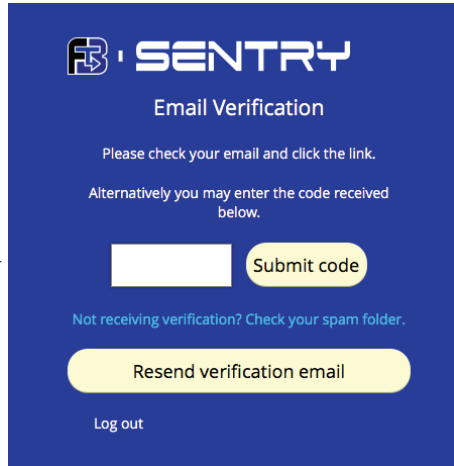 SENTRY
Email Verification
Please check your email and click the link.
Alternatively you may enter the code received
below.
Submit code
Not receiving verification? Check your spam folder.
Resend verification email
Log out